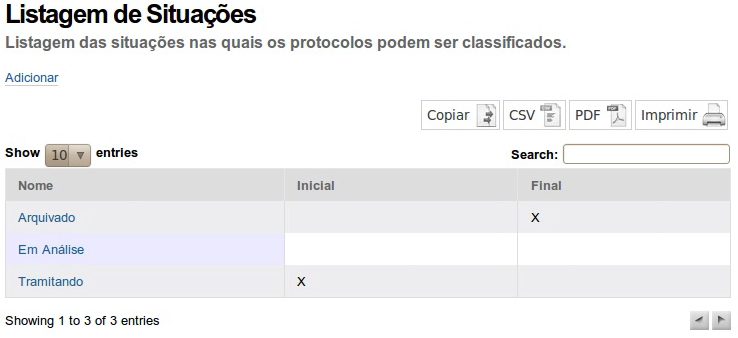 Listagem de Situações
Listagem das situações nas quais os protocolos podem ser classificados.
Adicionar
Copiar CSV PDF Imprimir
Show 10 entries Search:
Nome Inicial Final
Arquivado X
Em Análise
Tramitando X
Showing 1 to 3 of 3 entries